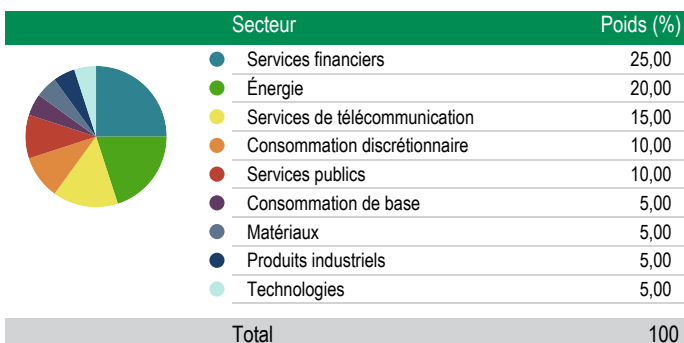 Secteur Poids (%)
Services financiers 25,00
Énergie 20,00
Services de télécommunication 15,00
Consommation discrétionnaire 10,00
Services publics 10,00
Consommation de base 5,00
Matériaux 5,00
Produits industriels 5,00
Technologies 5,00
Total 100